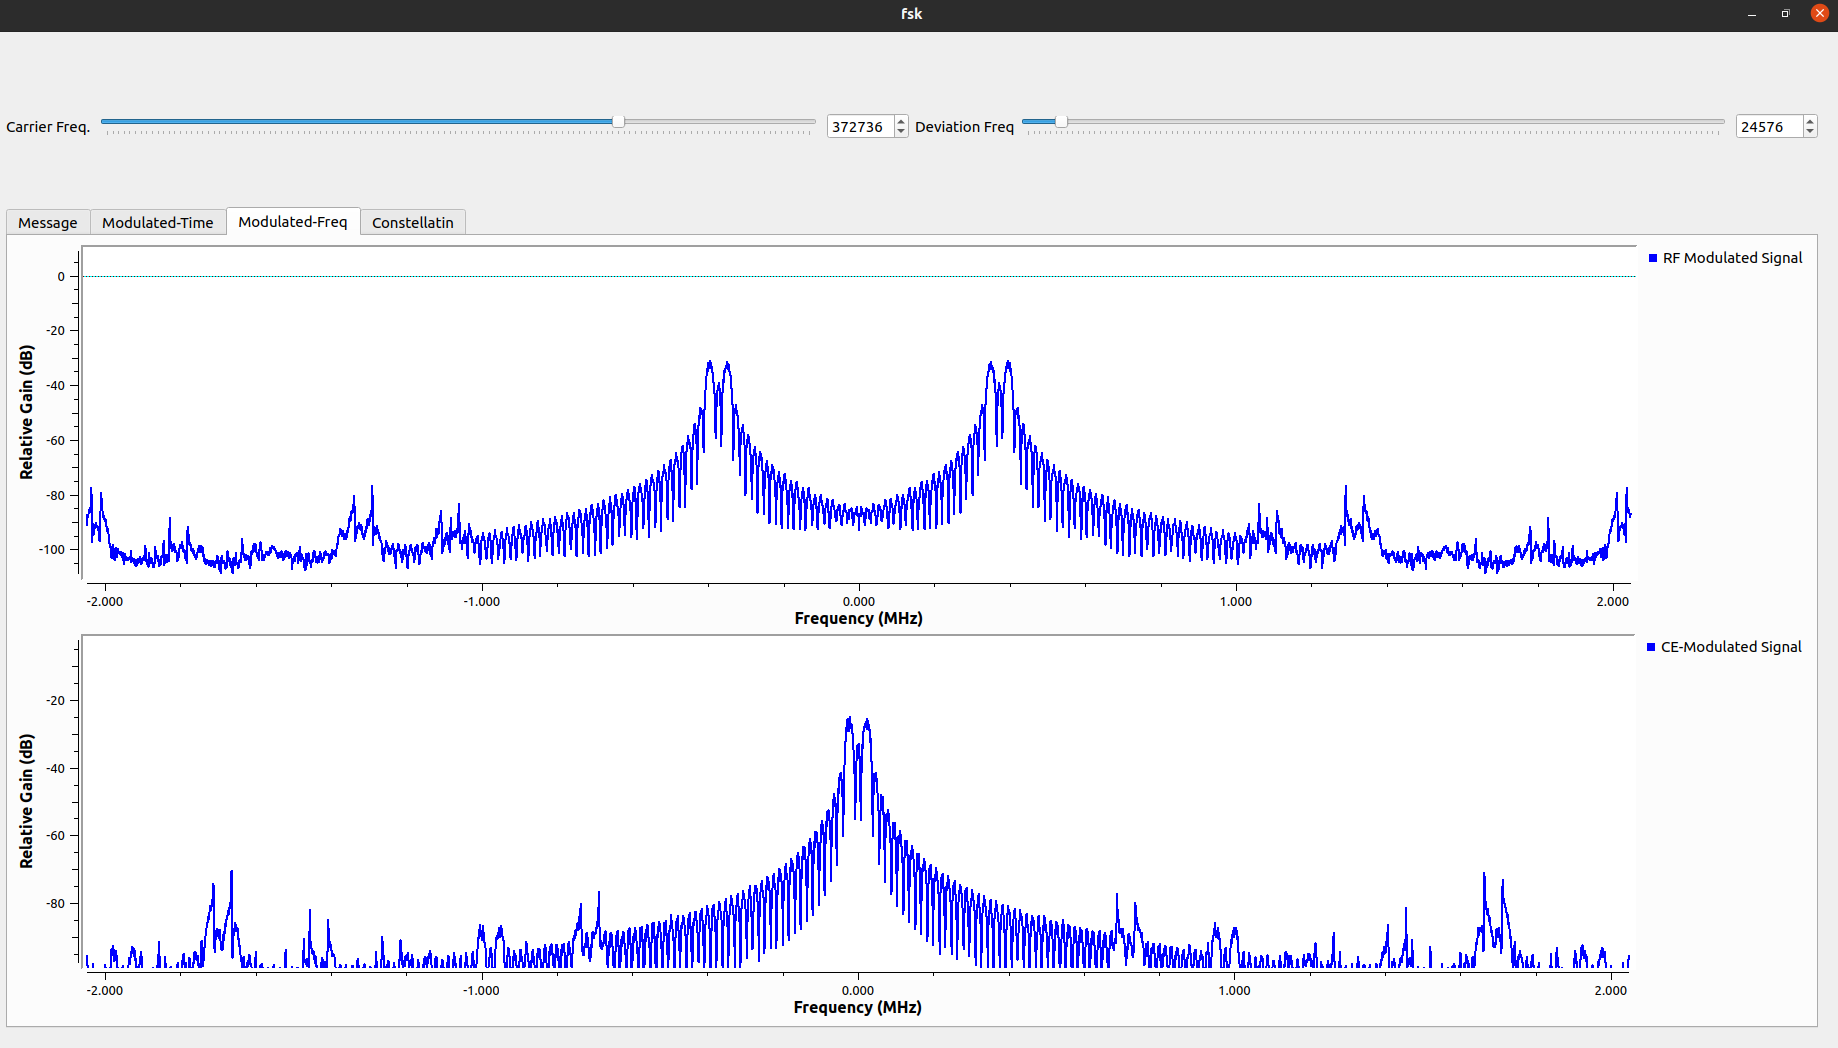 fsk
Carrier Freq. 372736 Deviation Freq 24576
Message Modulated-Time Modulated-Freq Constellatin
RF Modulated Signal
0
-20
-40
-60
-80
-100
Relative Gain (dB)
-2.000 -1.000 0.000 1.000 2.000
Frequency (MHz)
CE-Modulated Signal
-20
-40
-60
-80
Relative Gain (dB)
-2.000 -1.000 0.000 1.000 2.000
Frequency (MHz)